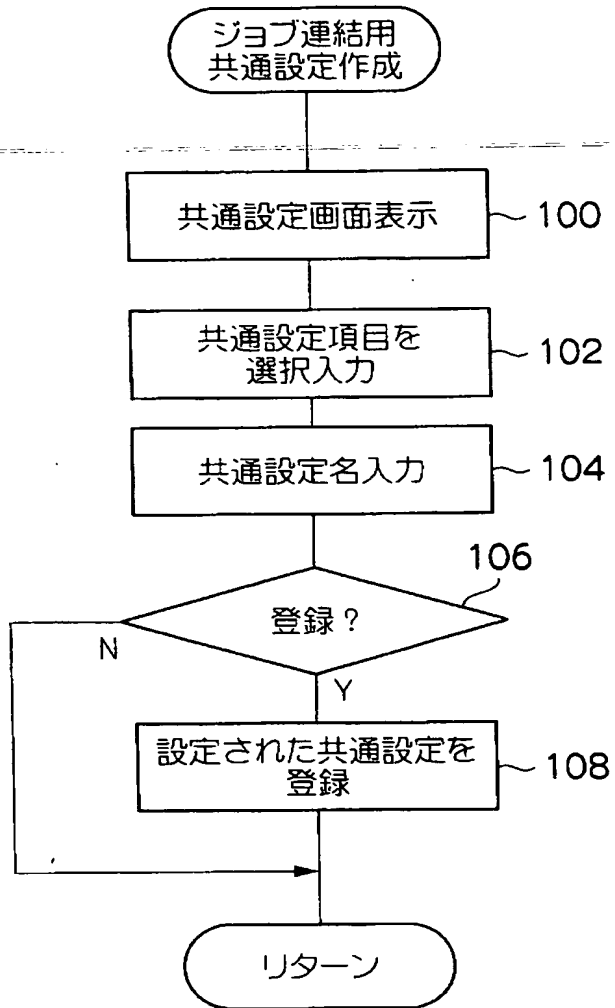 ジョブ連結用
共通設定作成
共通設定画面表示
100
共通設定項目を
選択入力
102
共通設定名入力
104
106
登録？
N
Y
設定された共通設定を
登録
108
リターン